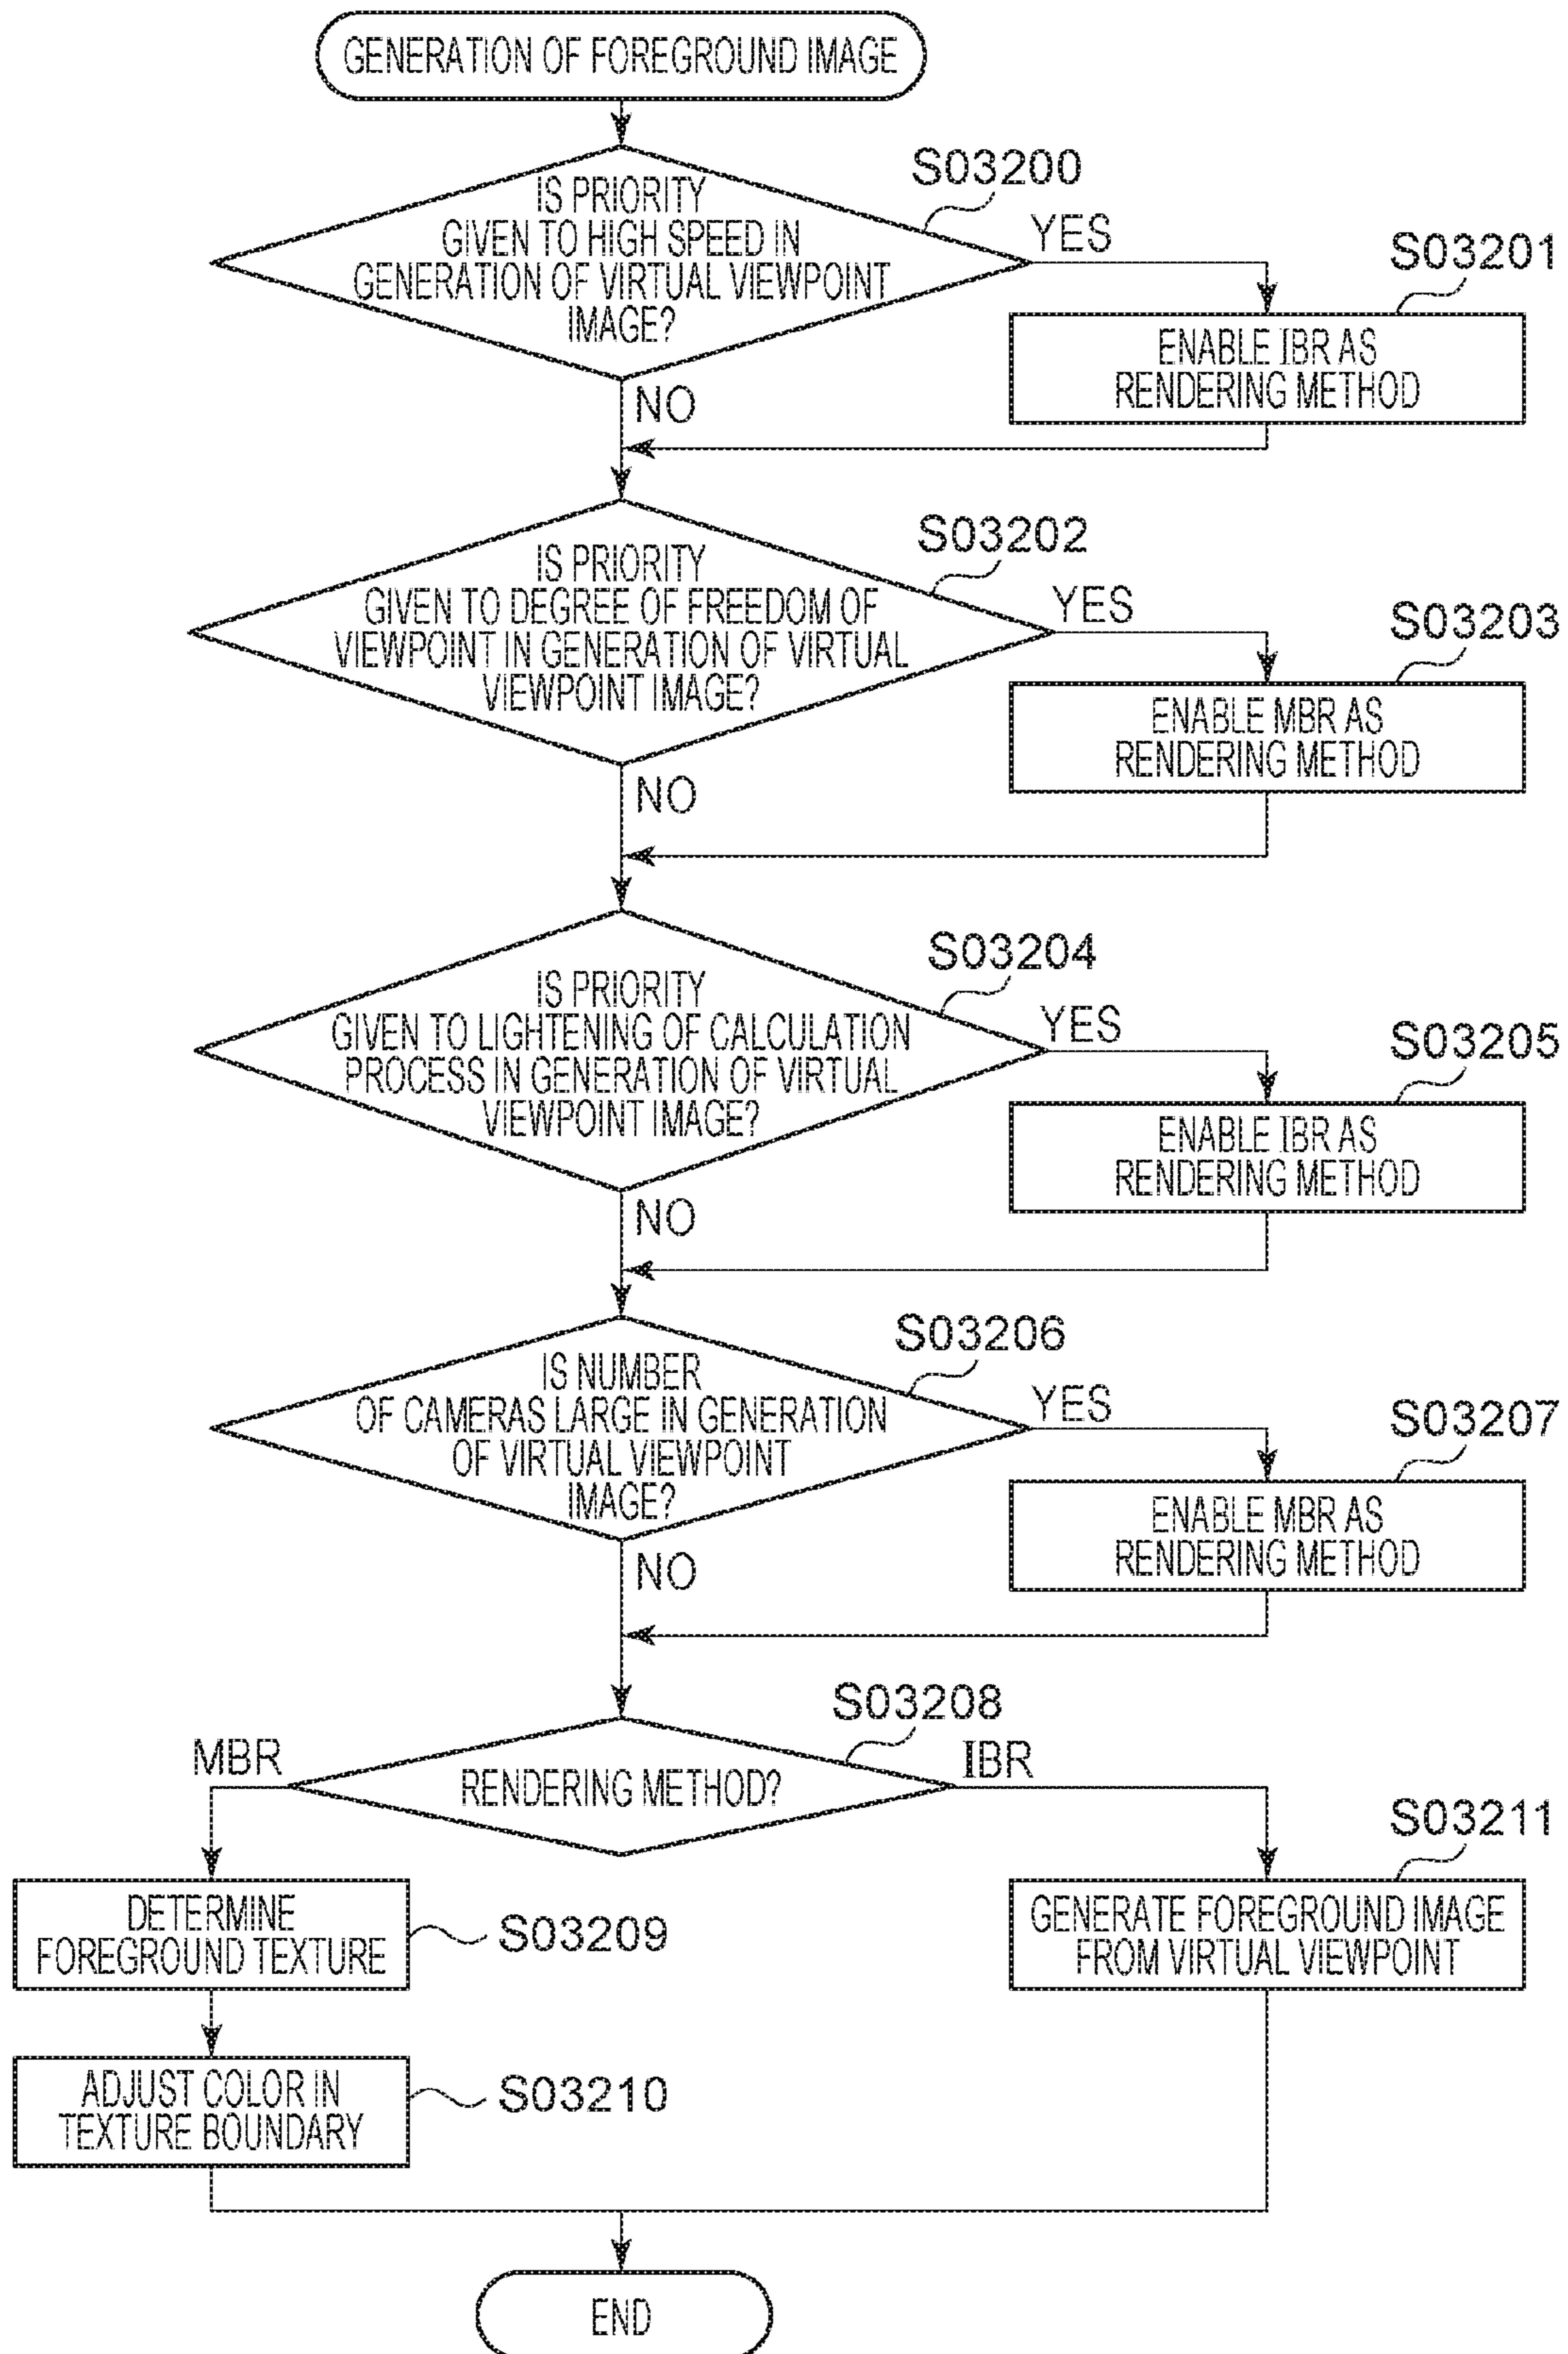 GENERATION OF FOREGROUND IMAGE
S03200
IS PRIORITY
GIVEN TO HIGH SPEED IN
GENERATION OF VIRTUAL VIEWPOINT
IMAGE?
YES
S03201
ENABLE IBR AS
RENDERING METHOD
NO
S03202
IS PRIORITY
GIVEN TO DEGREE OF FREEDOM OF
VIEWPOINT IN GENERATION OF VIRTUAL
VIEWPOINT IMAGE?
YES
S03203
ENABLE MBR AS
RENDERING METHOD
NO
S03204
IS PRIORITY
GIVEN TO LIGHTENING OF CALCULATION
PROCESS IN GENERATION OF VIRTUAL
VIEWPOINT IMAGE?
YES
S03205
ENABLE IBR AS
RENDERING METHOD
NO
S03206
IS NUMBER
OF CAMERAS LARGE IN GENERATION
OF VIRTUAL VIEWPOINT
IMAGE?
YES
S03207
ENABLE MBR AS
RENDERING METHOD
NO
S03208
MBR
RENDERING METHOD?
IBR
S03211
DETERMINE
FOREGROUND TEXTURE
S03209
GENERATE FOREGROUND IMAGE
FROM VIRTUAL VIEWPOINT
ADJUST COLOR IN
TEXTURE BOUNDARY
S03210
END